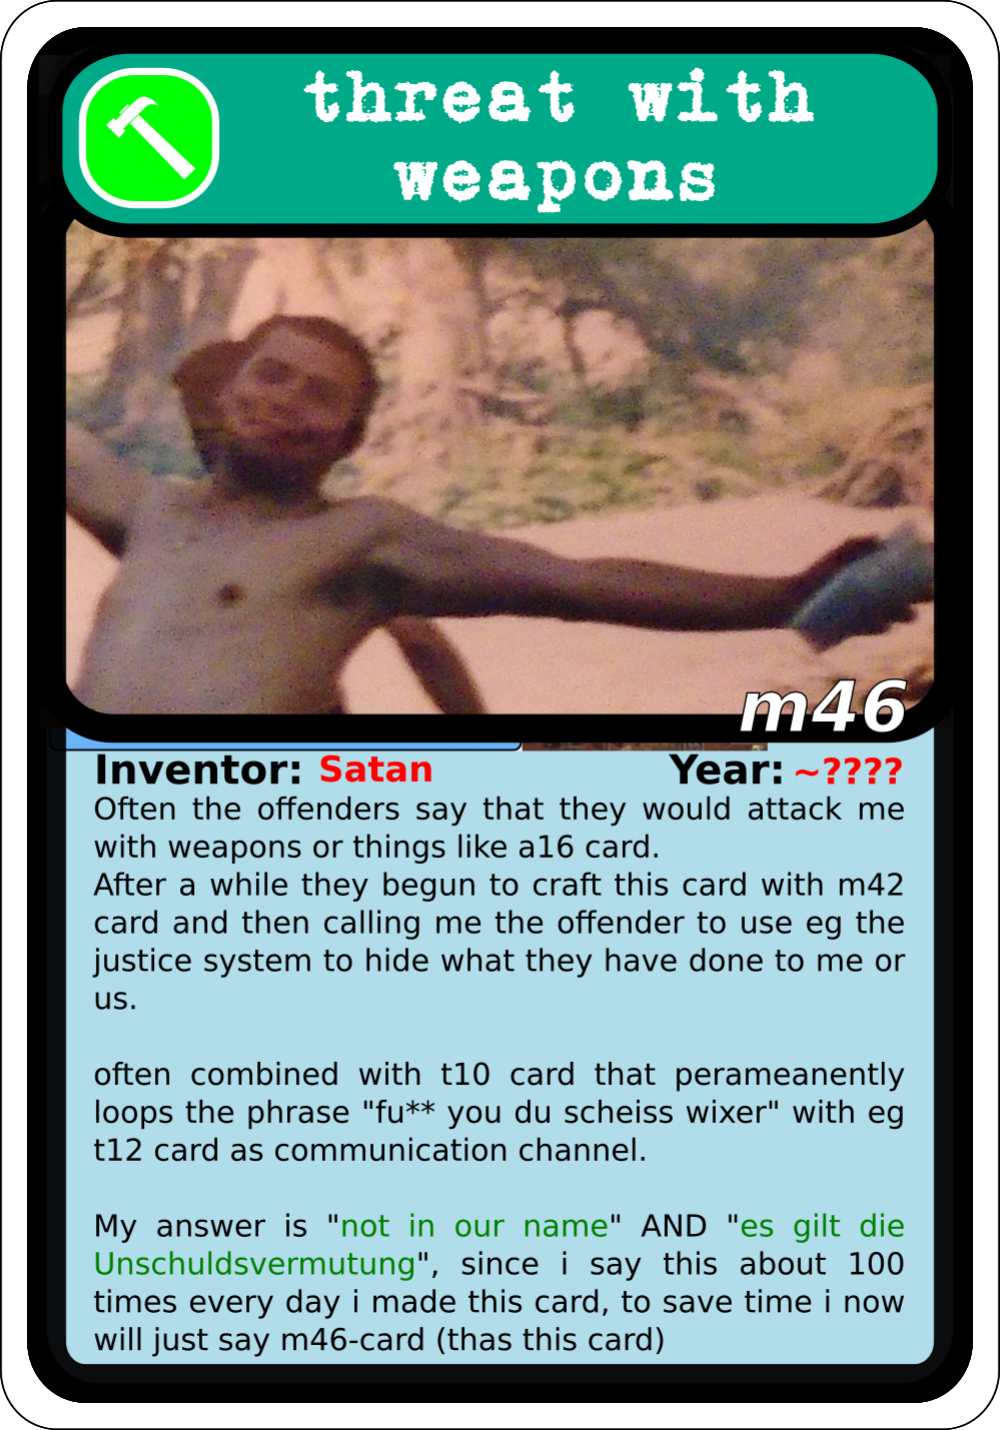 threat with
weapons
m46
Inventor: Satan Year: ~????
Often the offenders say that they would attack me
with weapons or things like a16 card.
After a while they begun to craft this card with m42
card and then calling me the offender to use eg the
justice system to hide what they have done to me or
us.
often combined with t10 card that perameanently
loops the phrase "fu** you du scheiss wixer" with eg
t12 card as communication channel.
My answer is "not in our name" AND "es gilt die
Unschuldsvermutung", since i say this about 100
times every day i made this card, to save time i now
will just say m46-card (thas this card)